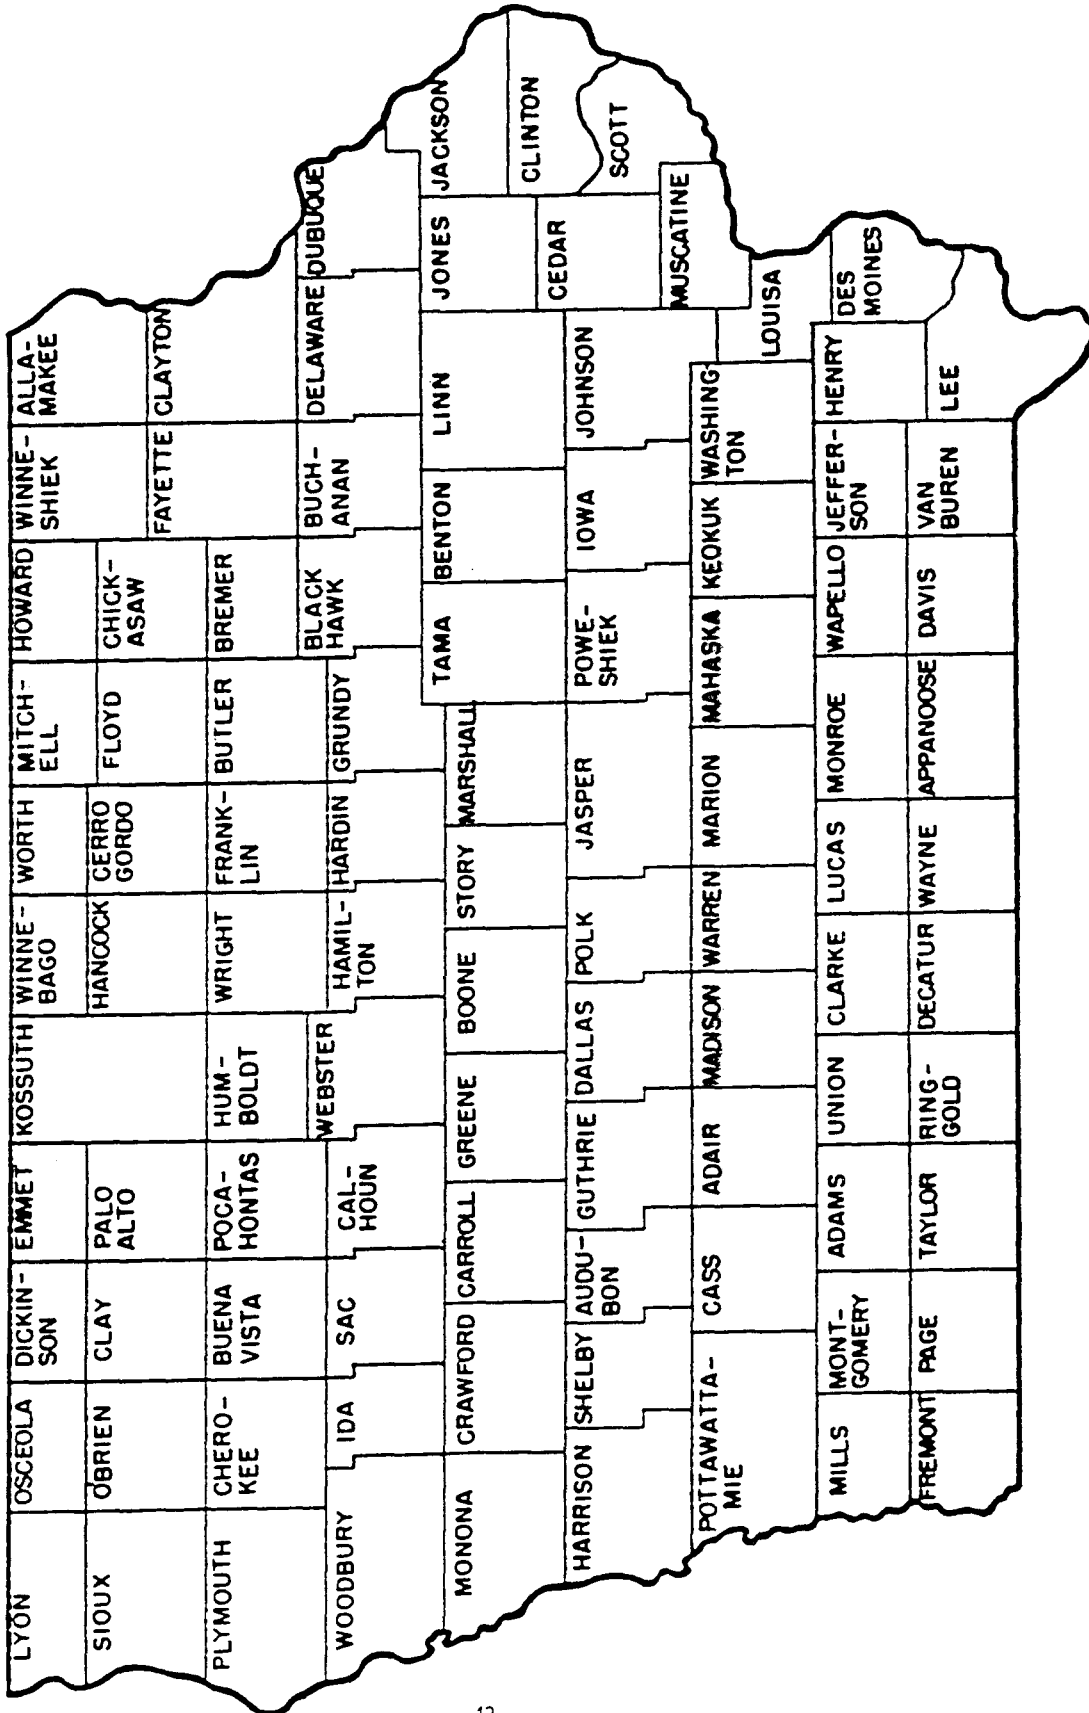 LYON
OSCEOLA
DICKIN-
SON
EMMET
KOSSUTH
WINNE-
BAGO
WORTH
MITCH-
ELL
HOWARD
WINNE-
SHIEK
ALLA-
MAKEE
SIOUX
OBRIEN
CLAY
PALO
ALTO
HANCOCK
CERRO
GORDO
FLOYD
CHICK-
ASAW
FAYETTE
CLAYTON
PLYMOUTH
CHERO-
KEE
BUENA
VISTA
POCA-
HONTAS
HUM-
BOLDT
WRIGHT
FRANK-
LIN
BUTLER
BREMER
WOODBURY
IDA
SAC
CAL-
HOUN
WEBSTER
HAMIL-
TON
HARDIN
GRUNDY
BLACK
HAWK
BUCH-
ANAN
DELAWARE
DUBUQUE
MONONA
CRAWFORD
CARROLL
GREENE
BOONE
STORY
MARSHALL
TAMA
BENTON
LINN
JONES
JACKSON
CLINTON
CEDAR
SCOTT
HARRISON
SHELBY
AUDU-
BON
GUTHRIE
DALLAS
POLK
JASPER
POWE-
SHIEK
IOWA
JOHNSON
MUSCATINE
POTTAWATTA-
MIE
CASS
ADAIR
MADISON
WARREN
MARION
MAHASKA
KEOKUK
WASHING-
TON
LOUISA
MILLS
MONT-
GOMERY
ADAMS
UNION
CLARKE
LUCAS
MONROE
WAPELLO
JEFFER-
SON
HENRY
DES
MOINES
FREMONT
PAGE
TAYLOR
RING-
GOLD
DECATUR
WAYNE
APPANOOSE
DAVIS
VAN
BUREN
LEE